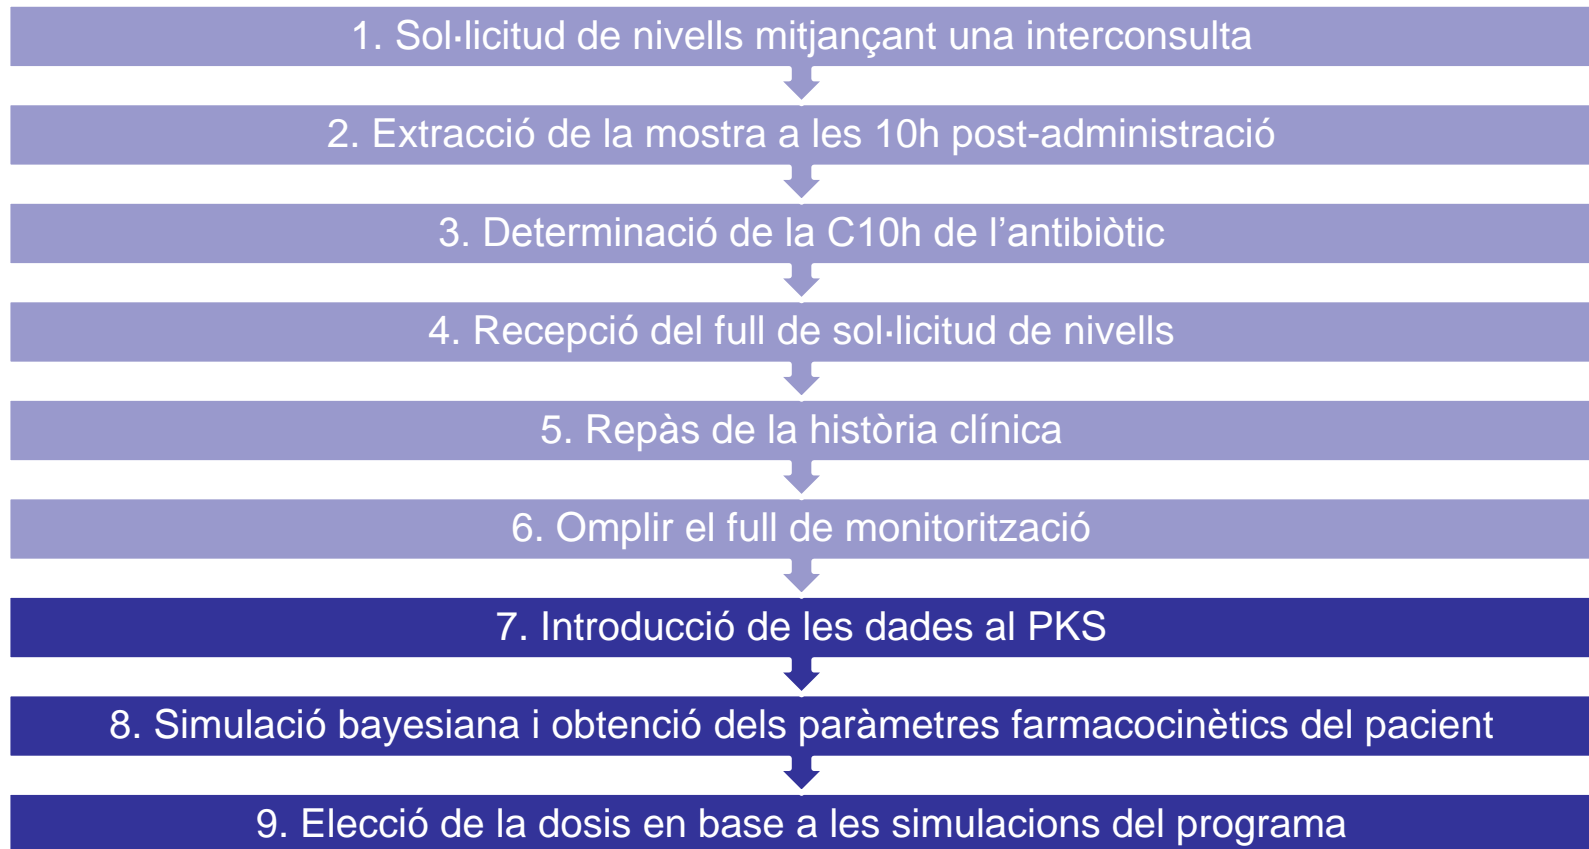 1. Sol·licitud de nivells mitjançant una interconsulta
2. Extracció de la mostra a les 10h post-administració
3. Determinació de la C10h de l’antibiòtic
4. Recepció del full de sol·licitud de nivells
5. Repàs de la història clínica
6. Omplir el full de monitorització
7. Introducció de les dades al PKS
8. Simulació bayesiana i obtenció dels paràmetres farmacocinètics del pacient
9. Elecció de la dosis en base a les simulacions del programa